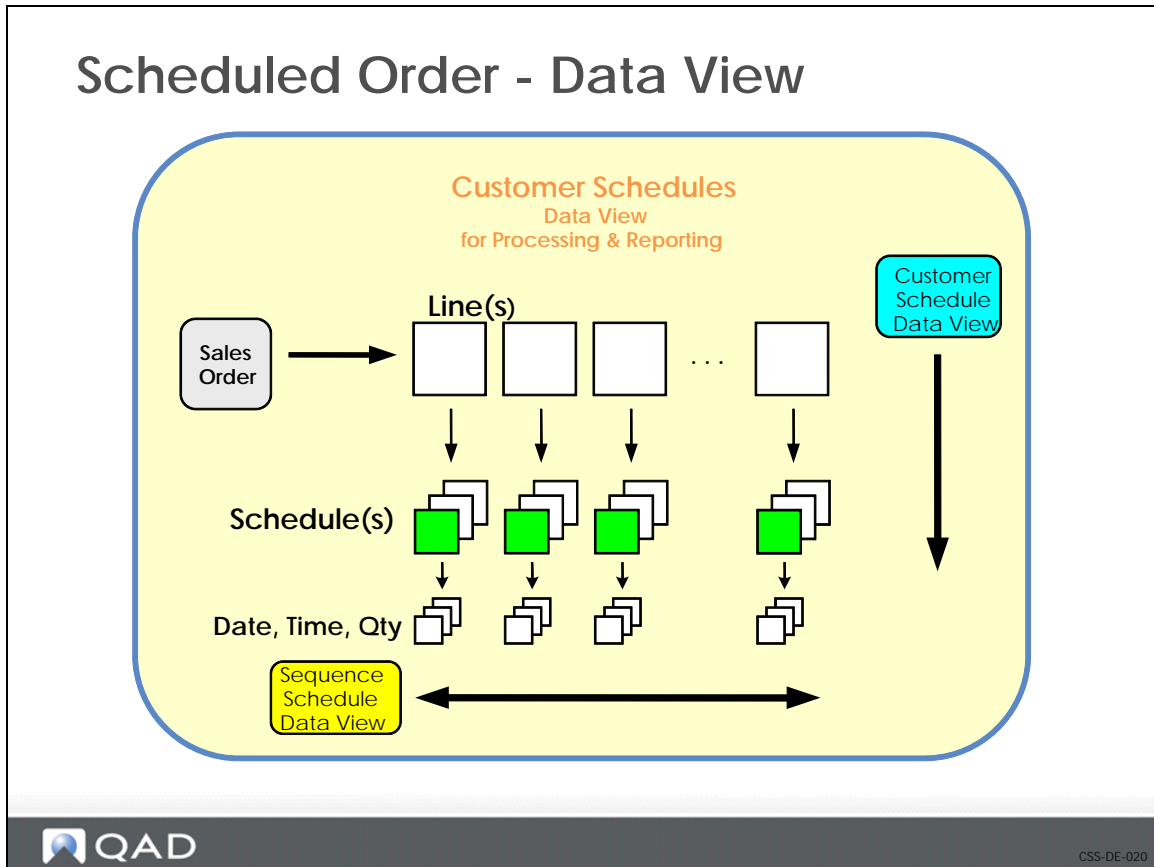 Scheduled Order - Data View
Customer Schedules
Data View
for Processing & Reporting
Customer
Schedule
Data View
Line(s)
Sales
Order
. . .
Schedule(s)
Date, Time, Qty
Sequence
Schedule
Data View
QAD
CSS-DE-020